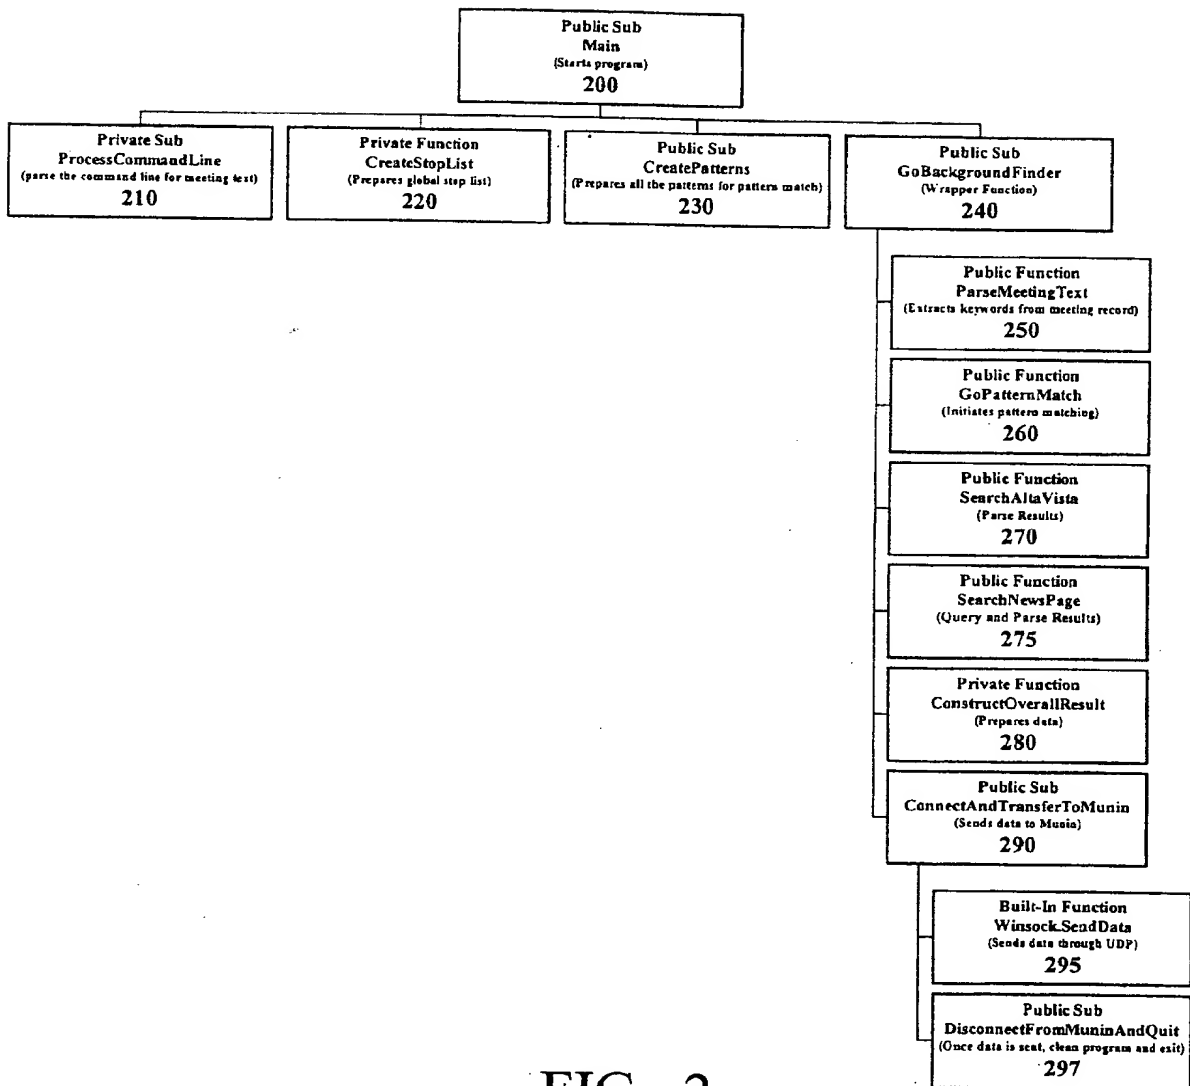 Public Sub
Main
(Starts program)
200
Private Sub
ProcessCommandLine
(parse the command line for meeting text)
210
Private Function
CreateStopList
(Prepares global stop list)
220
Public Sub
CreatePatterns
(Prepares all the patterns for pattern match)
230
Public Sub
GoBackgroundFinder
(Wrapper Function)
240
Public Function
ParseMeetingText
(Extracts keywords from meeting record)
250
Public Function
GoPatternMatch
(Initiates pattern matching)
260
Public Function
SearchAltaVista
(Parse Results)
270
Public Function
SearchNewsPage
(Query and Parse Results)
275
Private Function
ConstructOverallResult
(Prepares data)
280
Public Sub
ConnectAndTransferToMunin
(Sends data to Munin)
290
Built-In Function
Winsock.SendData
(Sends data through UDP)
295
Public Sub
DisconnectFromMuninAndQuit
(Once data is sent, clean program and exit)
297
FIG. 2